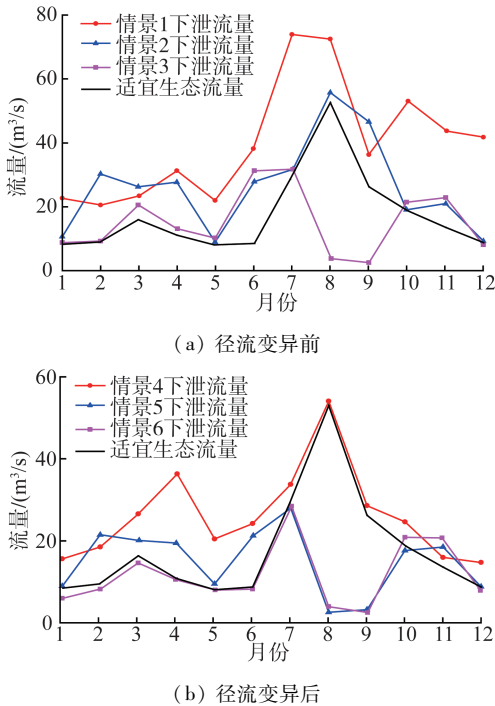 80
60
40
20
0
流量/(m³/s)
情景1下泄流量
情景2下泄流量
情景3下泄流量
适宜生态流量
1 2 3 4 5 6 7 8 9 10 11 12
月份
(a) 径流变异前
60
40
20
0
流量/(m³/s)
情景4下泄流量
情景5下泄流量
情景6下泄流量
适宜生态流量
1 2 3 4 5 6 7 8 9 10 11 12
月份
(b) 径流变异后